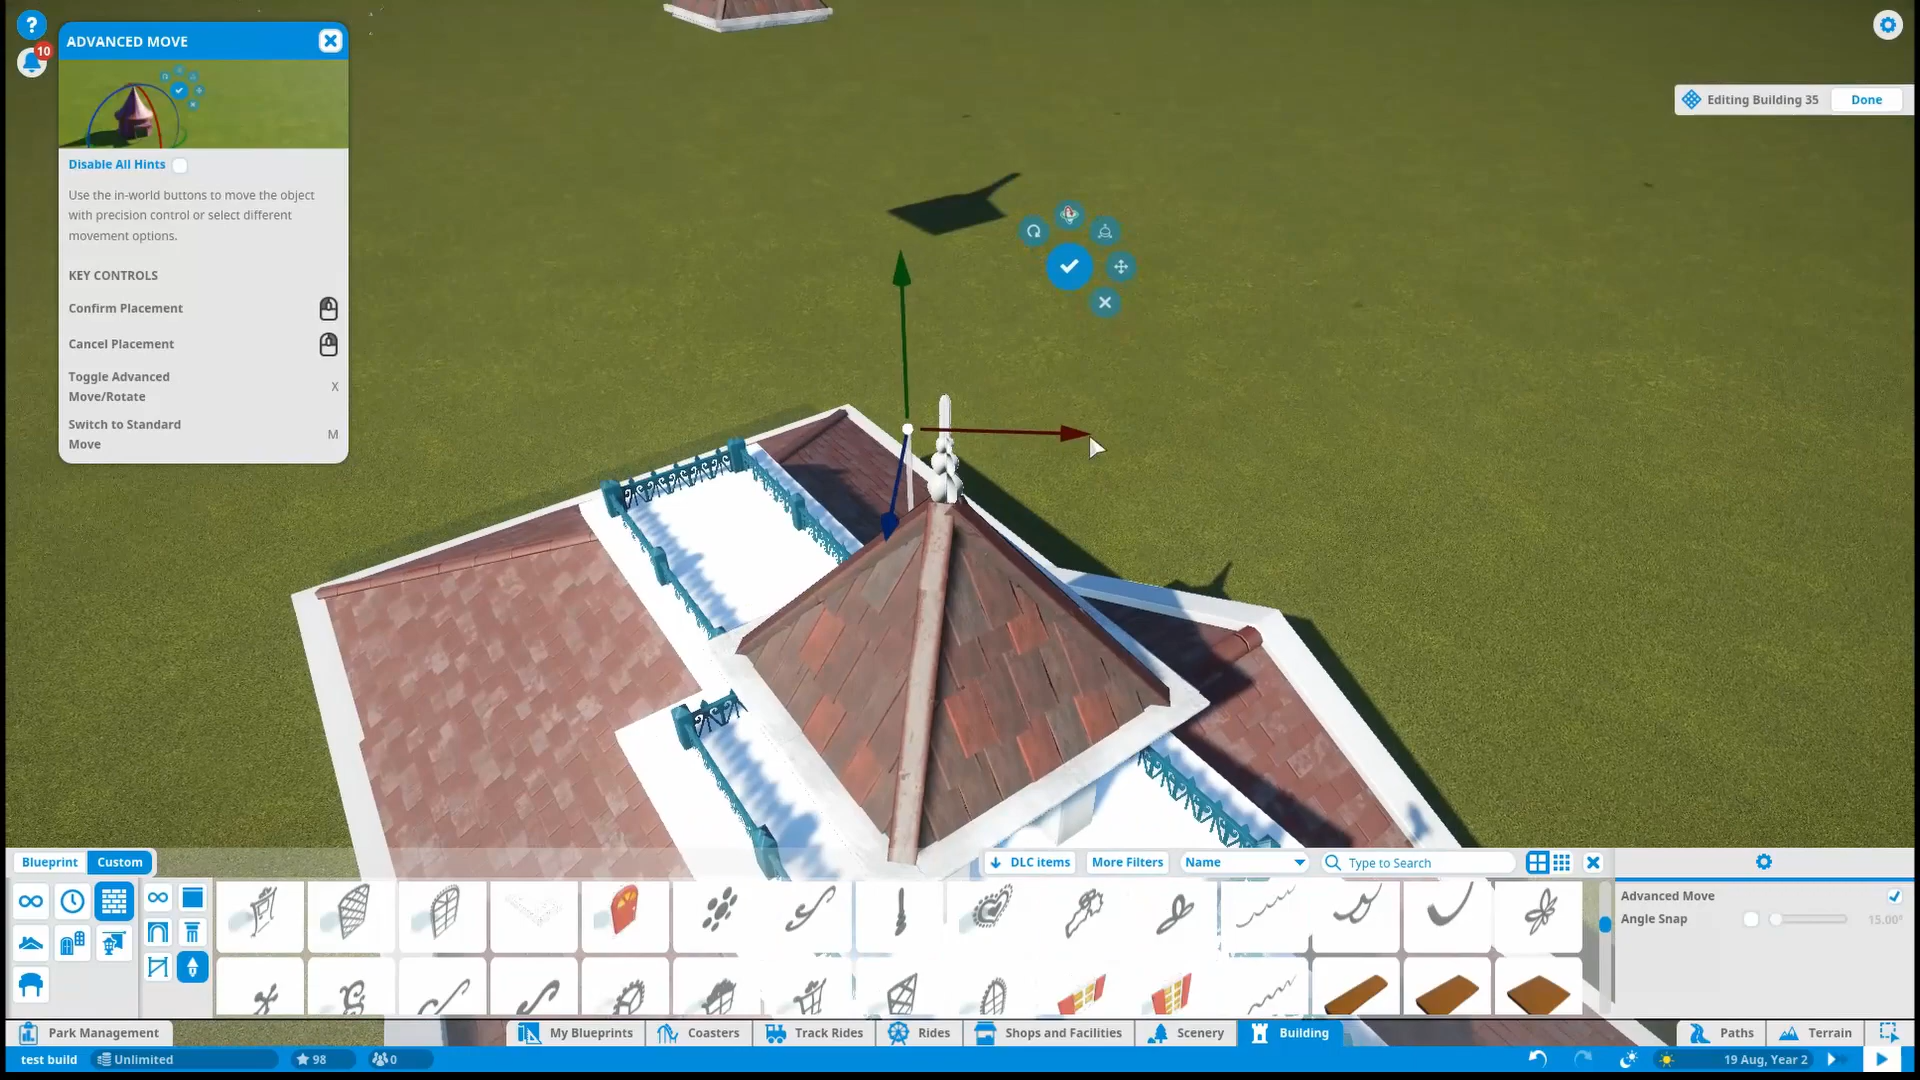 ?
10
ADVANCED MOVE
Disable All Hints
Use the in-world buttons to move the object
with precision control or select different
movement options.
KEY CONTROLS
Confirm Placement
Cancel Placement
Toggle Advanced
Move/Rotate
X
Switch to Standard
Move
M
Editing Building 35
Done
Blueprint
Custom
DLC items
More Filters
Name
Type to Search
Advanced Move
Angle Snap
15.00°
Park Management
My Blueprints
Coasters
Track Rides
Rides
Shops and Facilities
Scenery
Building
Paths
Terrain
test build
Unlimited
98
0
19 Aug, Year 2